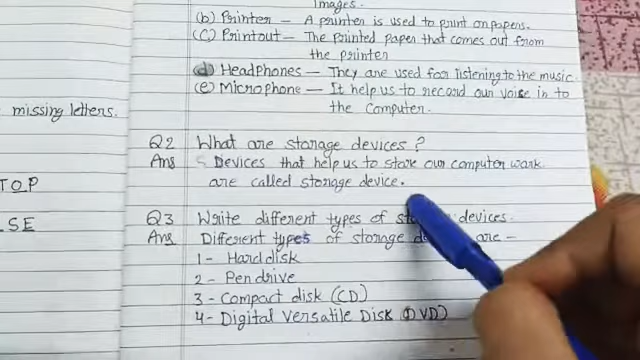 images.
(b) Printer – A printer is used to print on papers.
(c) Printout – The printed paper that comes out from
the printer
(d) Headphones – They are used for listening to the music
(e) Microphone – It help us to record our voice in to
the computer.
missing letters.
TOP
LSE
Q2 What are storage devices?
Ans Devices that help us to store our computer work
are called storage device.
Q3 Write different types of devices.
Ans Different types of storage are –
1- Hard disk
2- Pen drive
3- Compact disk (CD)
4- Digital Versatile Disk (DVD)